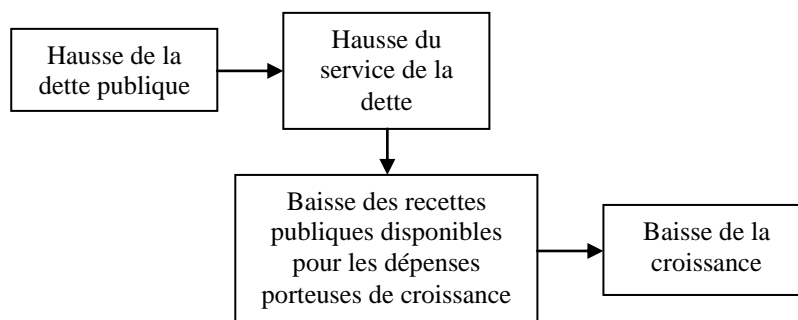 Hausse de la
dette publique
Hausse du
service de la
dette
Baisse des recettes
publiques disponibles
pour les dépenses
porteuses de croissance
Baisse de la
croissance